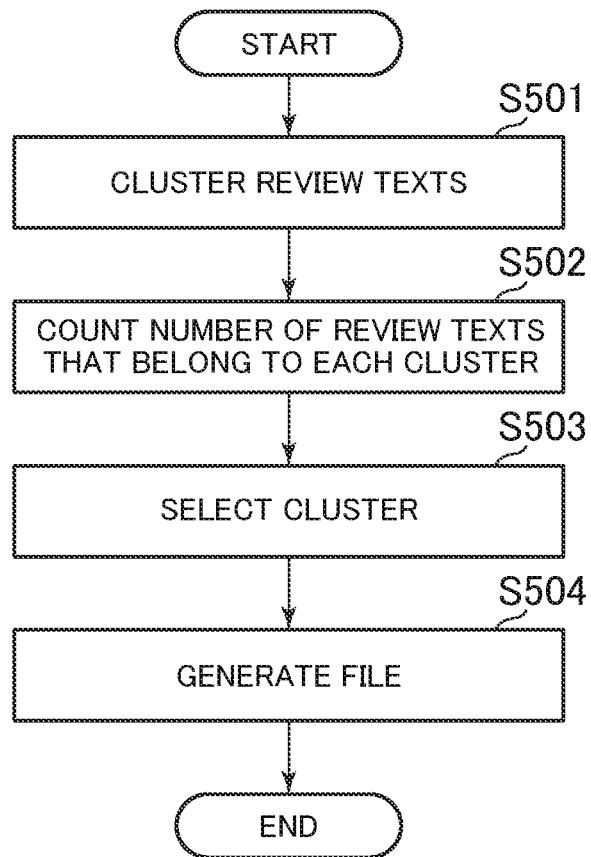 START
S501
CLUSTER REVIEW TEXTS
S502
COUNT NUMBER OF REVIEW TEXTS
THAT BELONG TO EACH CLUSTER
S503
SELECT CLUSTER
S504
GENERATE FILE
END